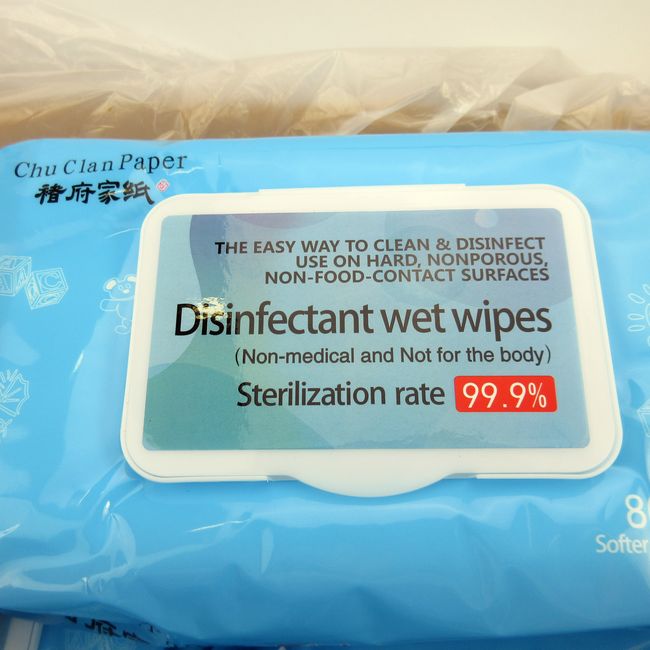 Chu Clan Paper
褚府家纸
THE EASY WAY TO CLEAN & DISINFECT
USE ON HARD, NONPOROUS,
NON-FOOD-CONTACT SURFACES
Disinfectant wet wipes
(Non-medical and Not for the body)
Sterilization rate 99.9%
Softer